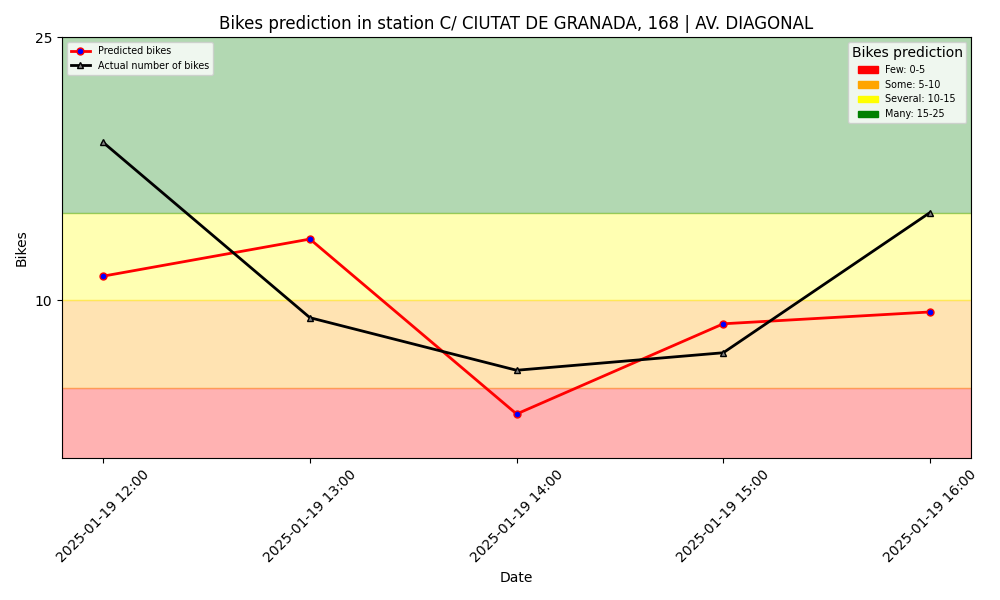 Bikes prediction in station C/ CIUTAT DE GRANADA, 168 | AV. DIAGONAL
25
Predicted bikes
Actual number of bikes
Bikes prediction
Few: 0-5
Some: 5-10
Several: 10-15
Many: 15-25
Bikes
10
2025-01-19 12:00
2025-01-19 13:00
2025-01-19 14:00
2025-01-19 15:00
2025-01-19 16:00
Date